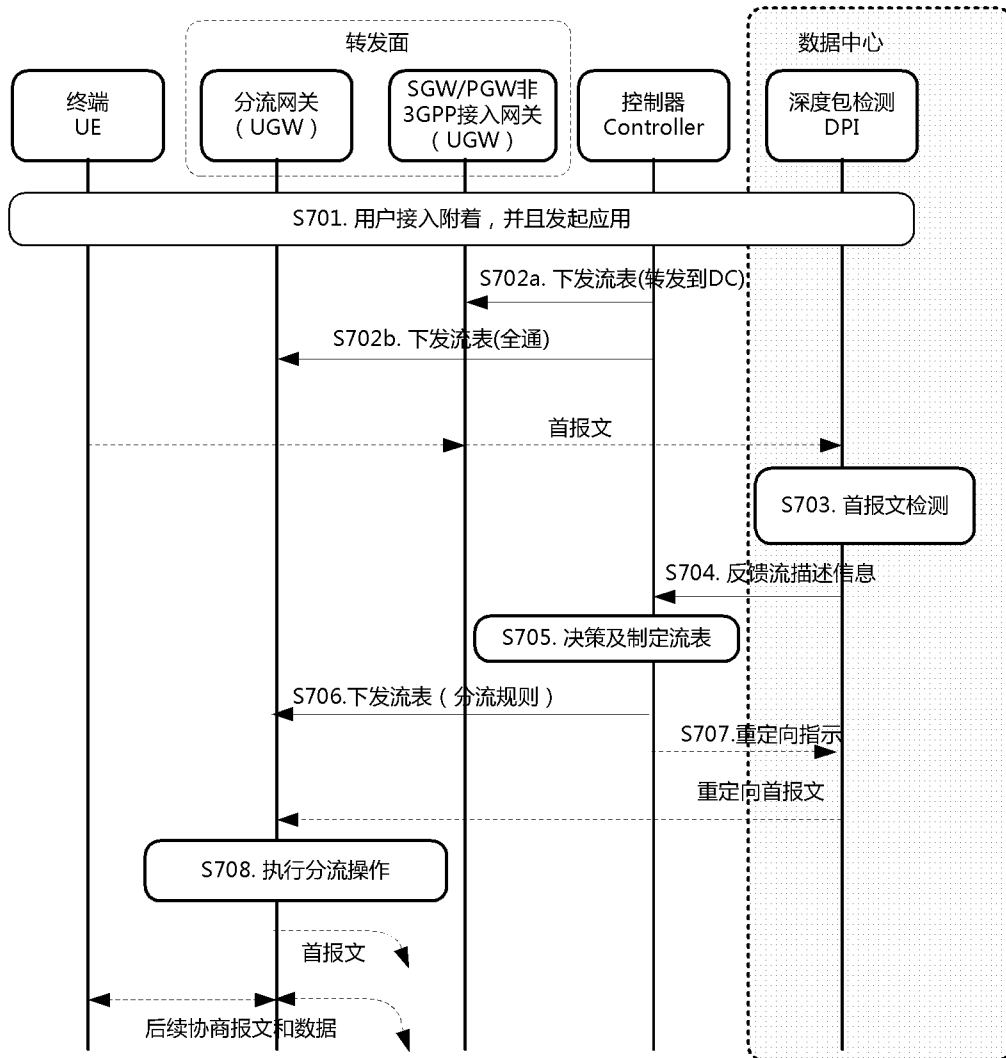 转发面
数据中心
终端
UE
分流网关
（UGW）
SGW/PGW非
3GPP接入网关
（UGW）
控制器
Controller
深度包检测
DPI
S701. 用户接入附着，并且发起应用
S702a. 下发流表(转发到DC)
S702b. 下发流表(全通)
首报文
S703. 首报文检测
S704. 反馈流描述信息
S705. 决策及制定流表
S706.下发流表（分流规则）
S707.重定向指示
重定向首报文
S708. 执行分流操作
首报文
后续协商报文和数据